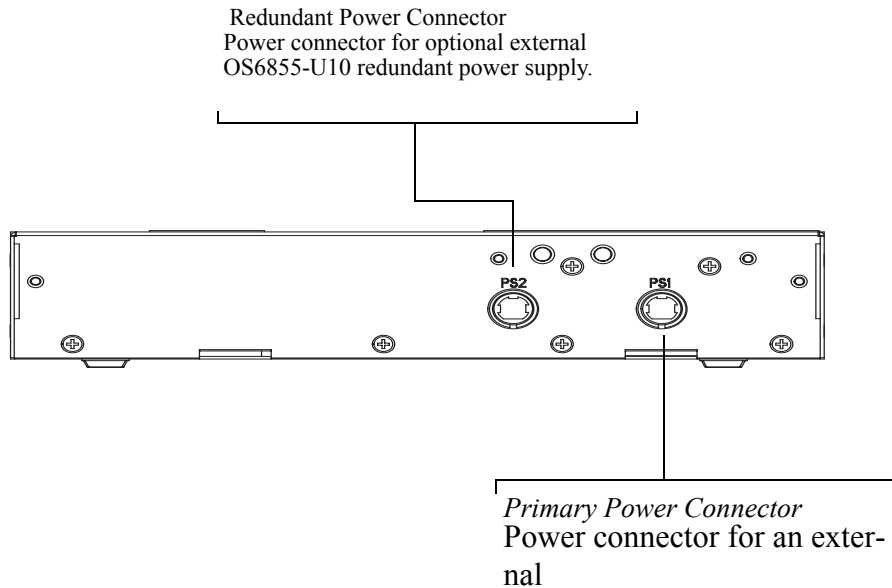 Redundant Power Connector
Power connector for optional external
OS6855-U10 redundant power supply.
PS2
PS1
Primary Power Connector
Power connector for an exter-
nal